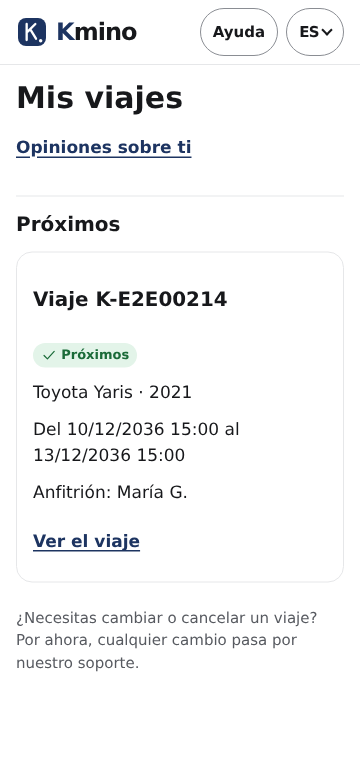 K. Kmino
Ayuda
ES
Mis viajes
Opiniones sobre ti
Próximos
Viaje K-E2E00214
Próximos
Toyota Yaris · 2021
Del 10/12/2036 15:00 al
13/12/2036 15:00
Anfitrión: María G.
Ver el viaje
¿Necesitas cambiar o cancelar un viaje?
Por ahora, cualquier cambio pasa por
nuestro soporte.